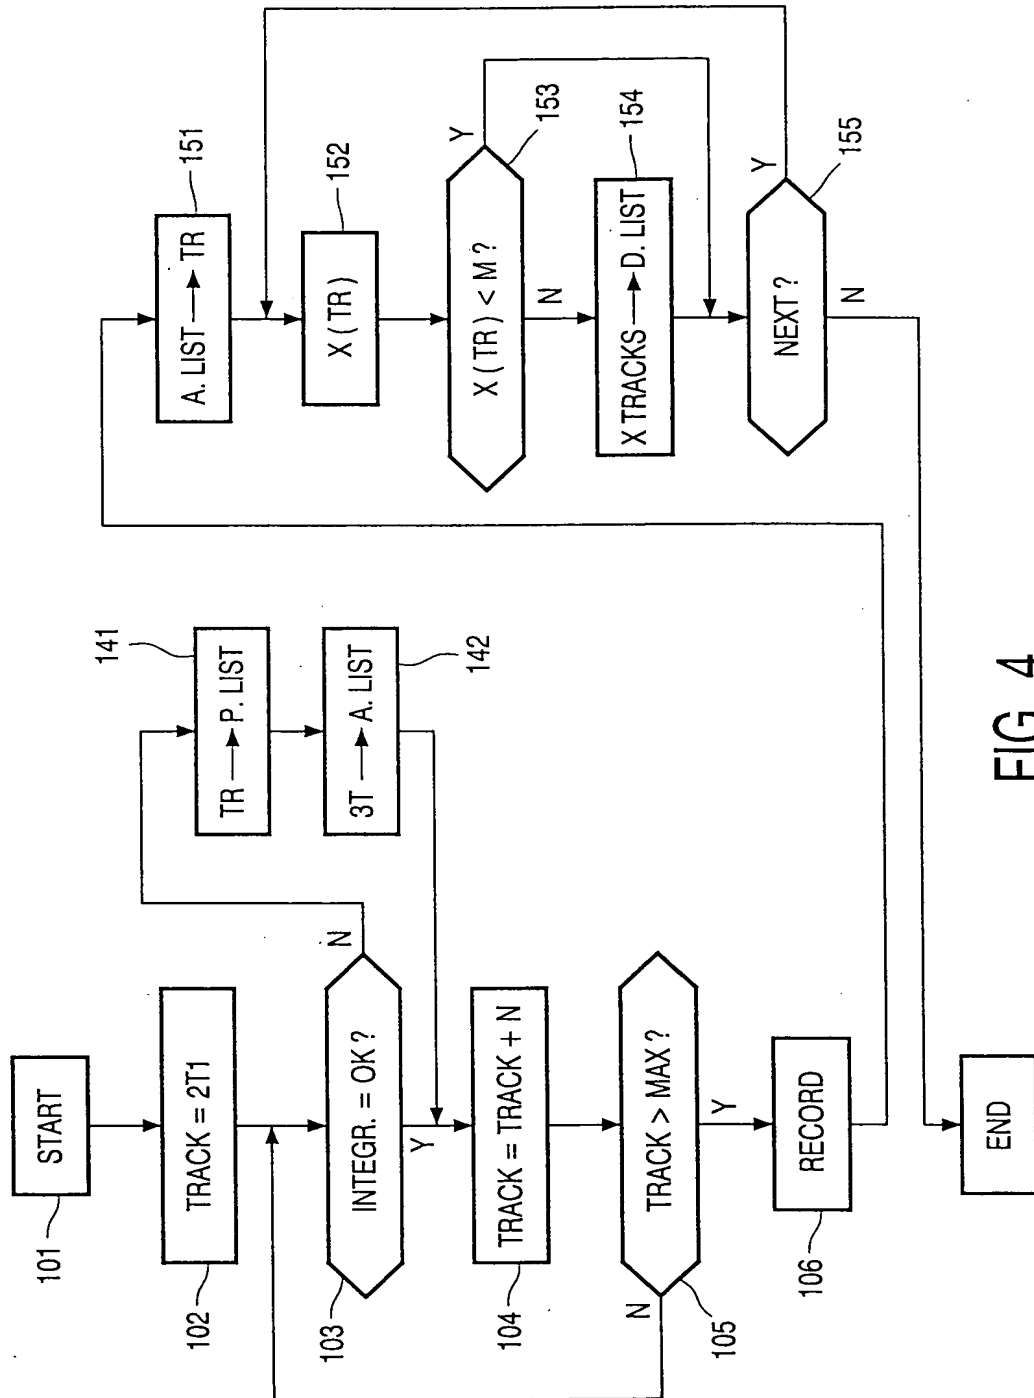 START
101
TRACK = 2T1
102
INTEGR. = OK?
103
N
Y
TR → P. LIST
141
3T → A. LIST
142
TRACK = TRACK + N
104
TRACK > MAX?
105
N
Y
RECORD
106
A. LIST → TR
151
X (TR)
152
X (TR) < M?
153
Y
N
X TRACKS → D. LIST
154
NEXT?
155
Y
N
END
FIG. 4